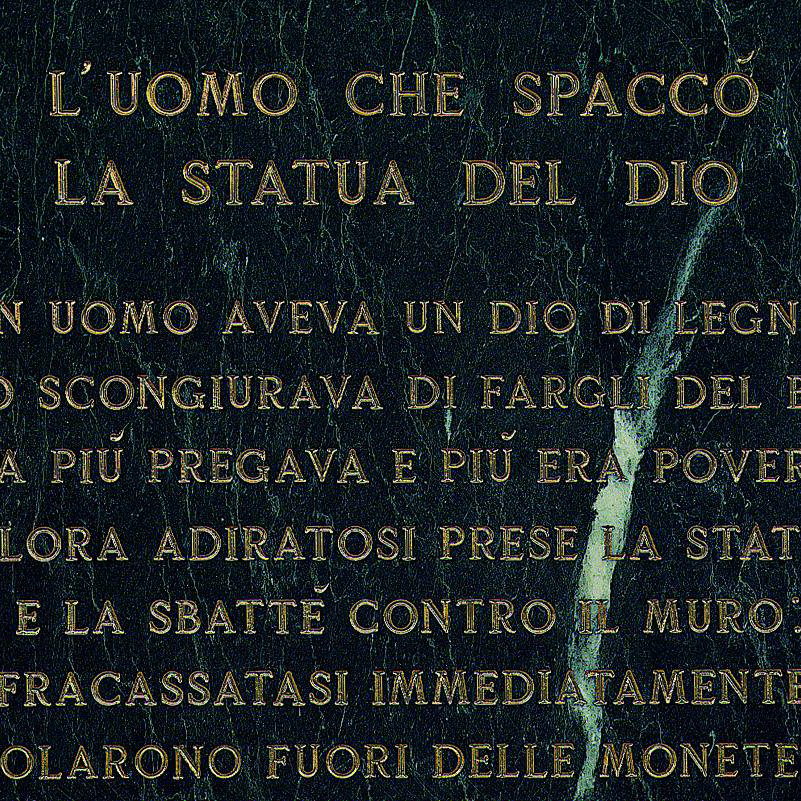 L'UOMO CHE SPACCÒ
LA STATUA DEL DIO
N UOMO AVEVA UN DIO DI LEGN
O SCONGIURAVA DI FARGLI DEL B
A PIÙ PREGAVA E PIÙ ERA POVER
LORA ADIRATOSI PRESE LA STAT
E LA SBATTÉ CONTRO IL MURO:
FRACASSATASI IMMEDIATAMENTE
OLARONO FUORI DELLE MONETE